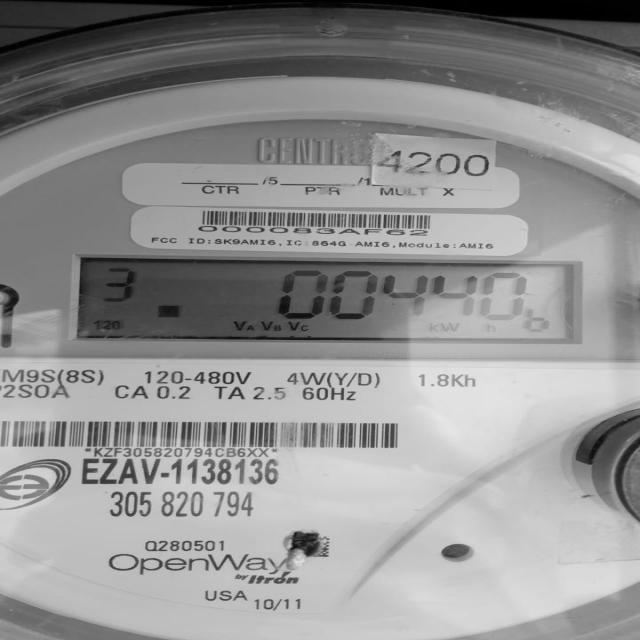 CENTR
4200
/5 /1
CTR PTR MULT X
000083AF62
FCC ID:SK9AMI6,IC:864G-AMI6,Module:AMI6
3 00440
120 VA VB VC kW h
M9S(8S) 120-480V 4W(Y/D) 1.8Kh
2S0A CA 0.2 TA 2.5 60Hz
*KZF305820794CB6XX*
EZAV-1138136
305 820 794
Q280501
OpenWay
by Itron
USA 10/11